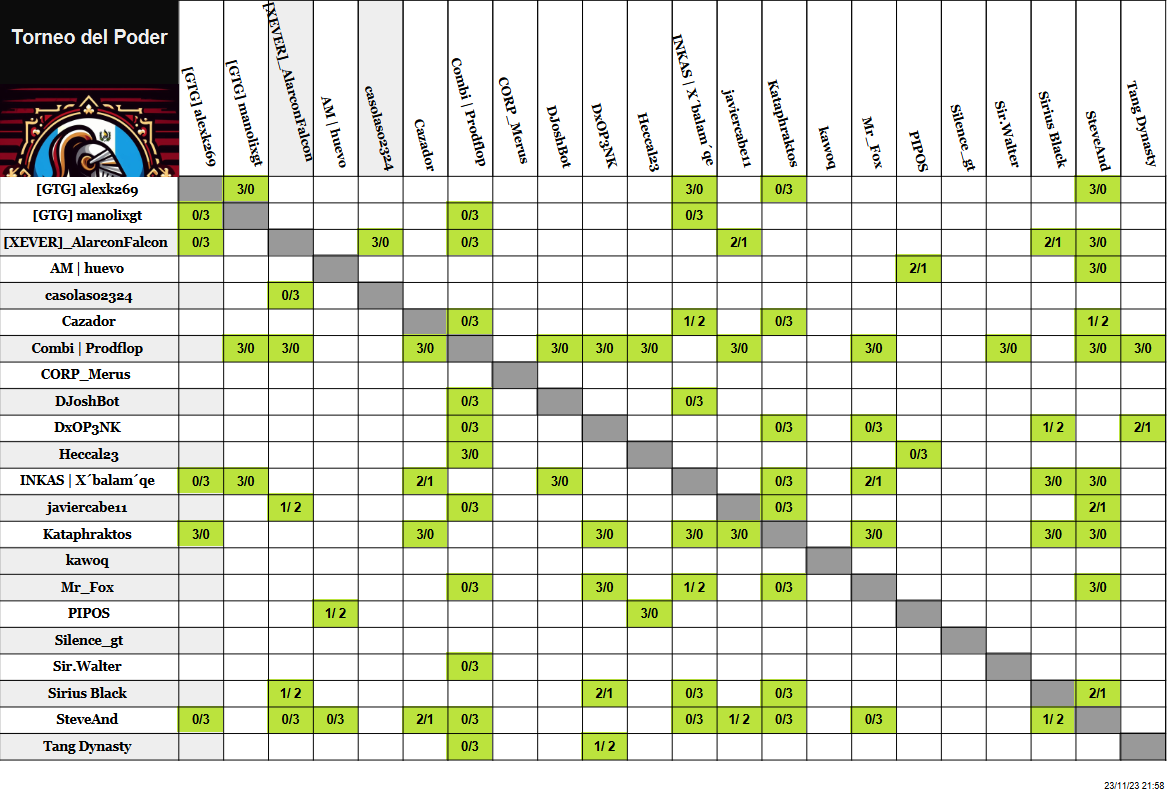 Torneo del Poder
[GTG] alexk269
[GTG] manolixgt
[XEVER]_AlarconFalcon
AM | huevo
casolaso2324
Cazador
Combi | Prodflop
CORP_Merus
DJoshBot
DxOP3NK
Heccal23
INKAS | X´balam´qe
javiercabe11
Kataphraktos
kawoq
Mr_Fox
PIPOS
Silence_gt
Sir.Walter
Sirius Black
SteveAnd
Tang Dynasty
[GTG] alexk269 3/0 3/0 0/3 3/0
[GTG] manolixgt 0/3 0/3 0/3
[XEVER]_AlarconFalcon 0/3 3/0 0/3 2/1 2/1 3/0
AM | huevo 2/1 3/0
casolaso2324 0/3
Cazador 0/3 1/ 2 0/3 1/ 2
Combi | Prodflop 3/0 3/0 3/0 3/0 3/0 3/0 3/0 3/0 3/0 3/0 3/0
CORP_Merus
DJoshBot 0/3 0/3
DxOP3NK 0/3 0/3 0/3 1/ 2 2/1
Heccal23 3/0 0/3
INKAS | X´balam´qe 0/3 3/0 2/1 3/0 0/3 2/1 3/0 3/0
javiercabe11 1/ 2 0/3 0/3 2/1
Kataphraktos 3/0 3/0 3/0 3/0 3/0 3/0 3/0 3/0
kawoq
Mr_Fox 0/3 3/0 1/ 2 0/3 3/0
PIPOS 1/ 2 3/0
Silence_gt
Sir.Walter 0/3
Sirius Black 1/ 2 2/1 0/3 0/3 2/1
SteveAnd 0/3 0/3 0/3 2/1 0/3 0/3 1/ 2 0/3 0/3 1/ 2
Tang Dynasty 0/3 1/ 2
23/11/23 21:58